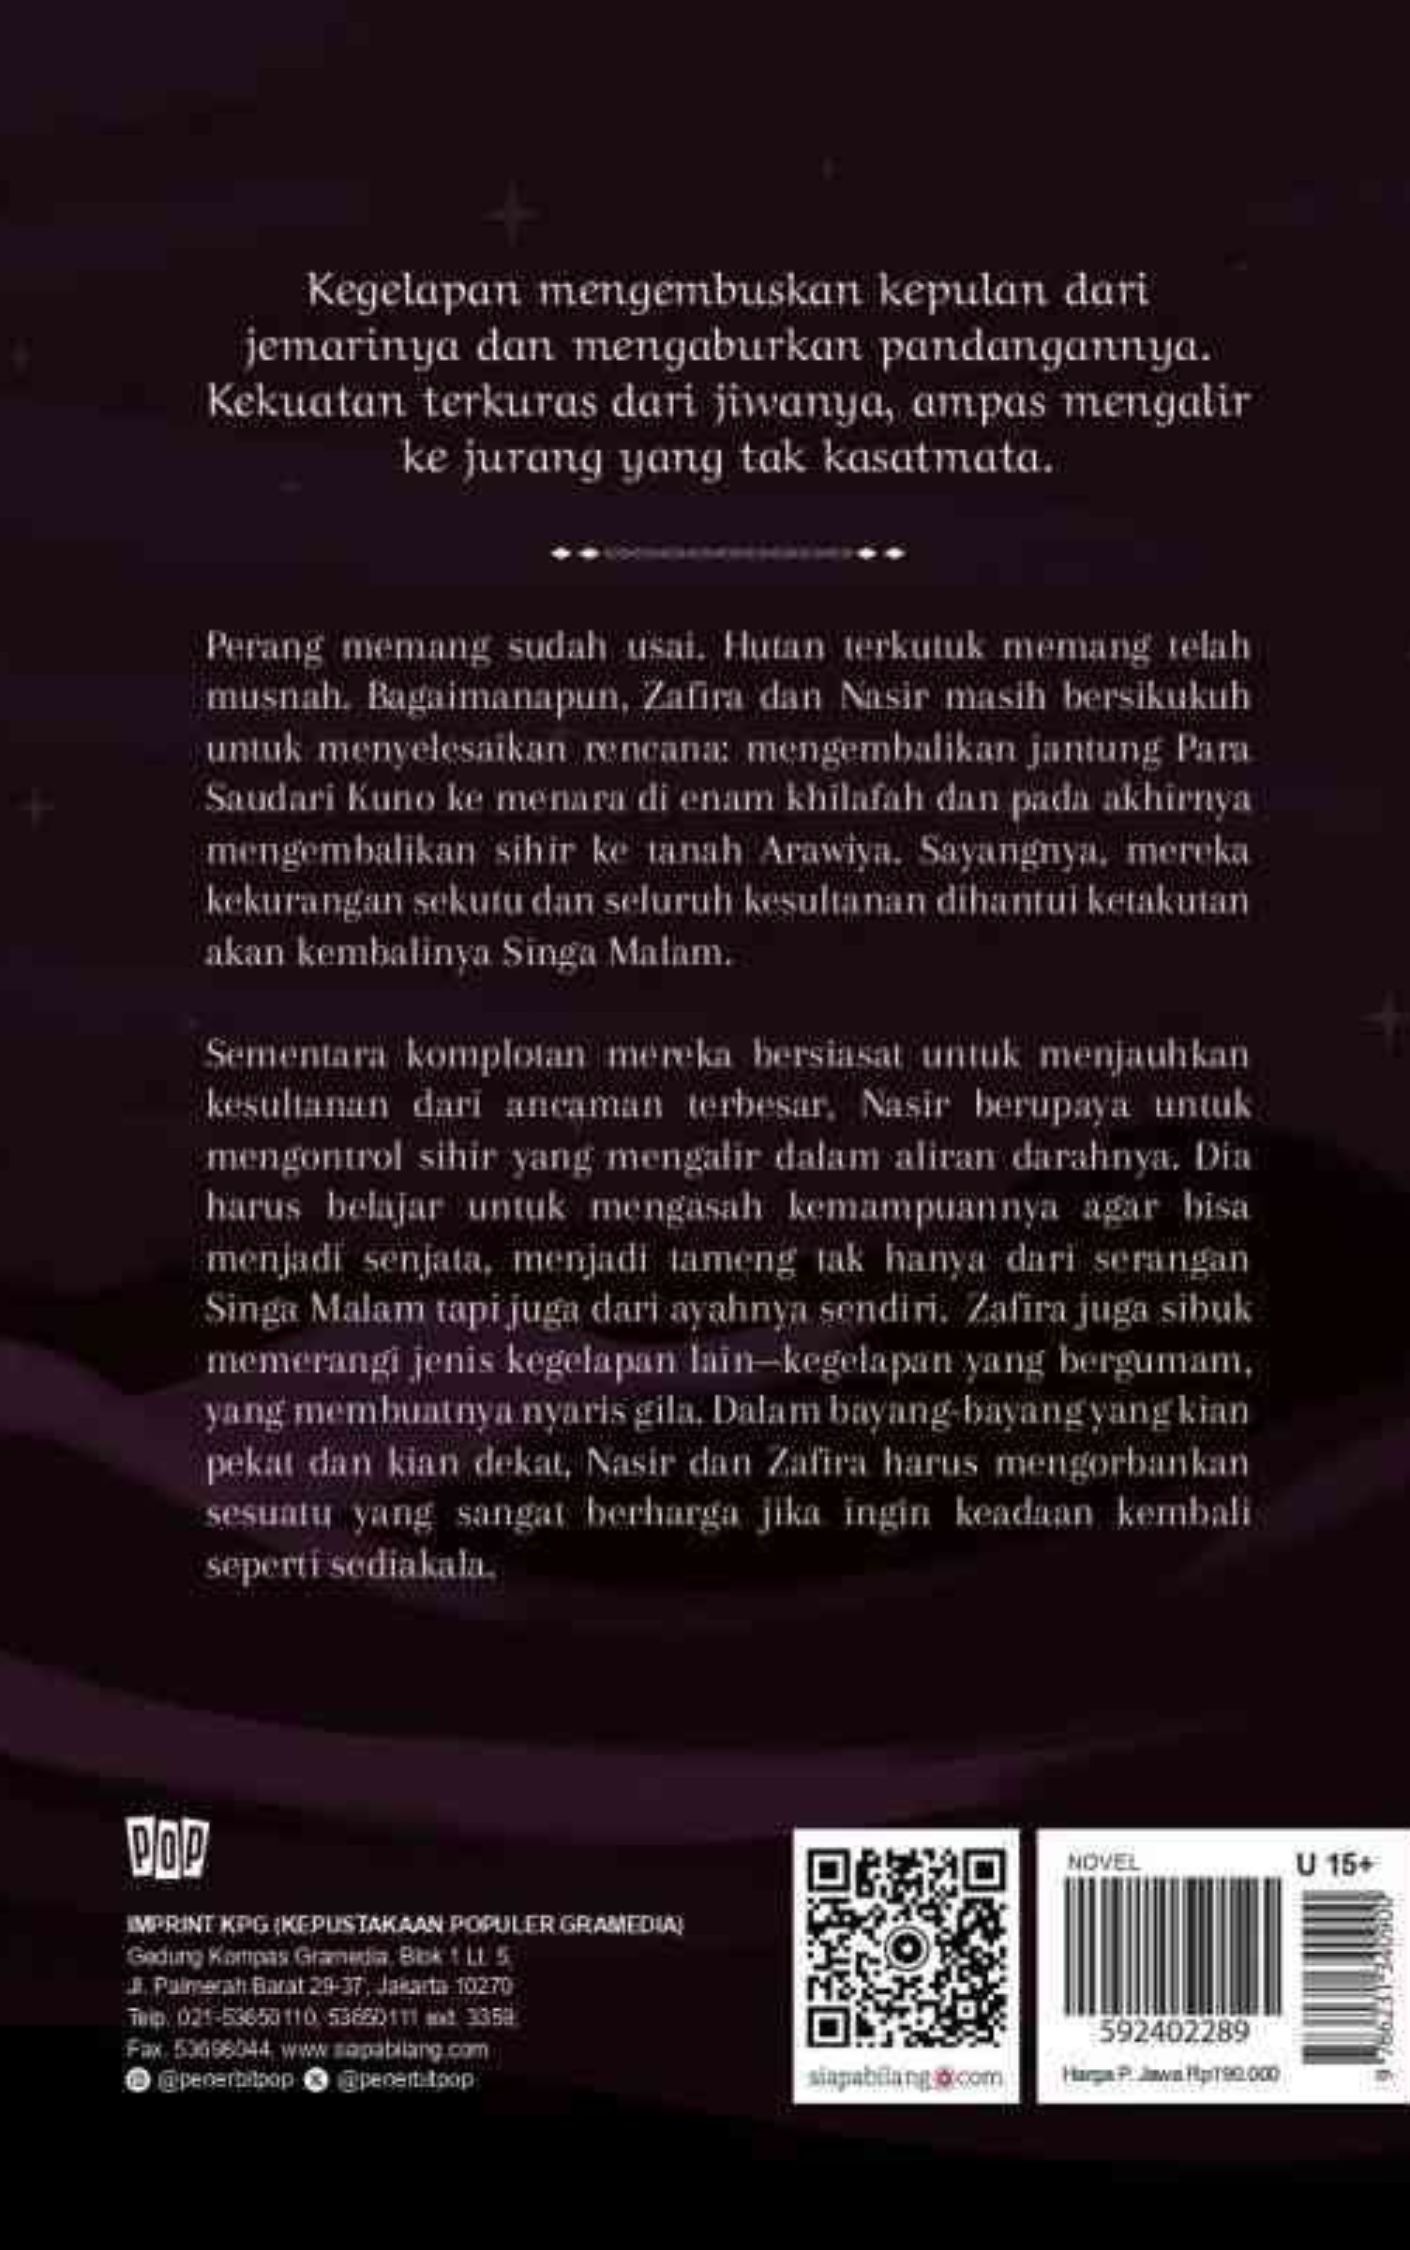 Kegelapan mengembuskan kepulan dari
jemarinya dan mengaburkan pandangannya.
Kekuatan terkuras dari jiwanya, ampas mengalir
ke jurang yang tak kasatmata.
Perang memang sudah usai. Hutan terkutuk memang telah
musnah. Bagaimanapun, Zafira dan Nasir masih bersikukuh
untuk menyelesaikan rencana: mengembalikan jantung Para
Saudari Kuno ke menara di enam khilafah dan pada akhirnya
mengembalikan sihir ke tanah Arawiya. Sayangnya, mereka
kekurangan sekutu dan seluruh kesultanan dihantui ketakutan
akan kembalinya Singa Malam.
Sementara komplotan mereka bersiasat untuk menjauhkan
kesultanan dari ancaman terbesar, Nasir berupaya untuk
mengontrol sihir yang mengalir dalam aliran darahnya. Dia
harus belajar untuk mengasah kemampuannya agar bisa
menjadi senjata, menjadi tameng tak hanya dari serangan
Singa Malam tapi juga dari ayahnya sendiri. Zafira juga sibuk
memerangi jenis kegelapan lain—kegelapan yang bergumam,
yang membuatnya nyaris gila. Dalam bayang-bayang yang kian
pekat dan kian dekat, Nasir dan Zafira harus mengorbankan
sesuatu yang sangat berharga jika ingin keadaan kembali
seperti sediakala.
POP
IMPRINT KPG (KEPUSTAKAAN POPULER GRAMEDIA)
Gedung Kompas Gramedia, Blok 1 Lt. 5,
Jl. Palmerah Barat 29-37, Jakarta 10270
Telp. 021-53650110, 53650111 ext. 3359
Fax. 53698044, www.siapabilang.com
@penerbitpop @penerbitpop
siapabilang.com
NOVEL
U 15+
592402289
Harga P. Jawa Rp190.000